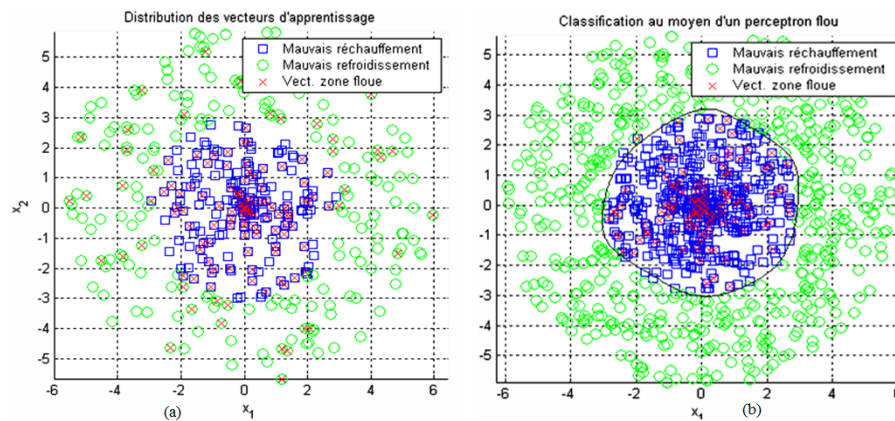 Distribution des vecteurs d'apprentissage
Mauvais réchauffement
Mauvais refroidissement
Vect. zone floue
x2
5
4
3
2
1
0
-1
-2
-3
-4
-5
-6 -4 -2 0 2 4 6
(a)
x1
Classification au moyen d'un perceptron flou
Mauvais réchauffement
Mauvais refroidissement
Vect. zone floue
5
4
3
2
1
0
-1
-2
-3
-4
-5
-6 -4 -2 0 2 4 6
x1
(b)